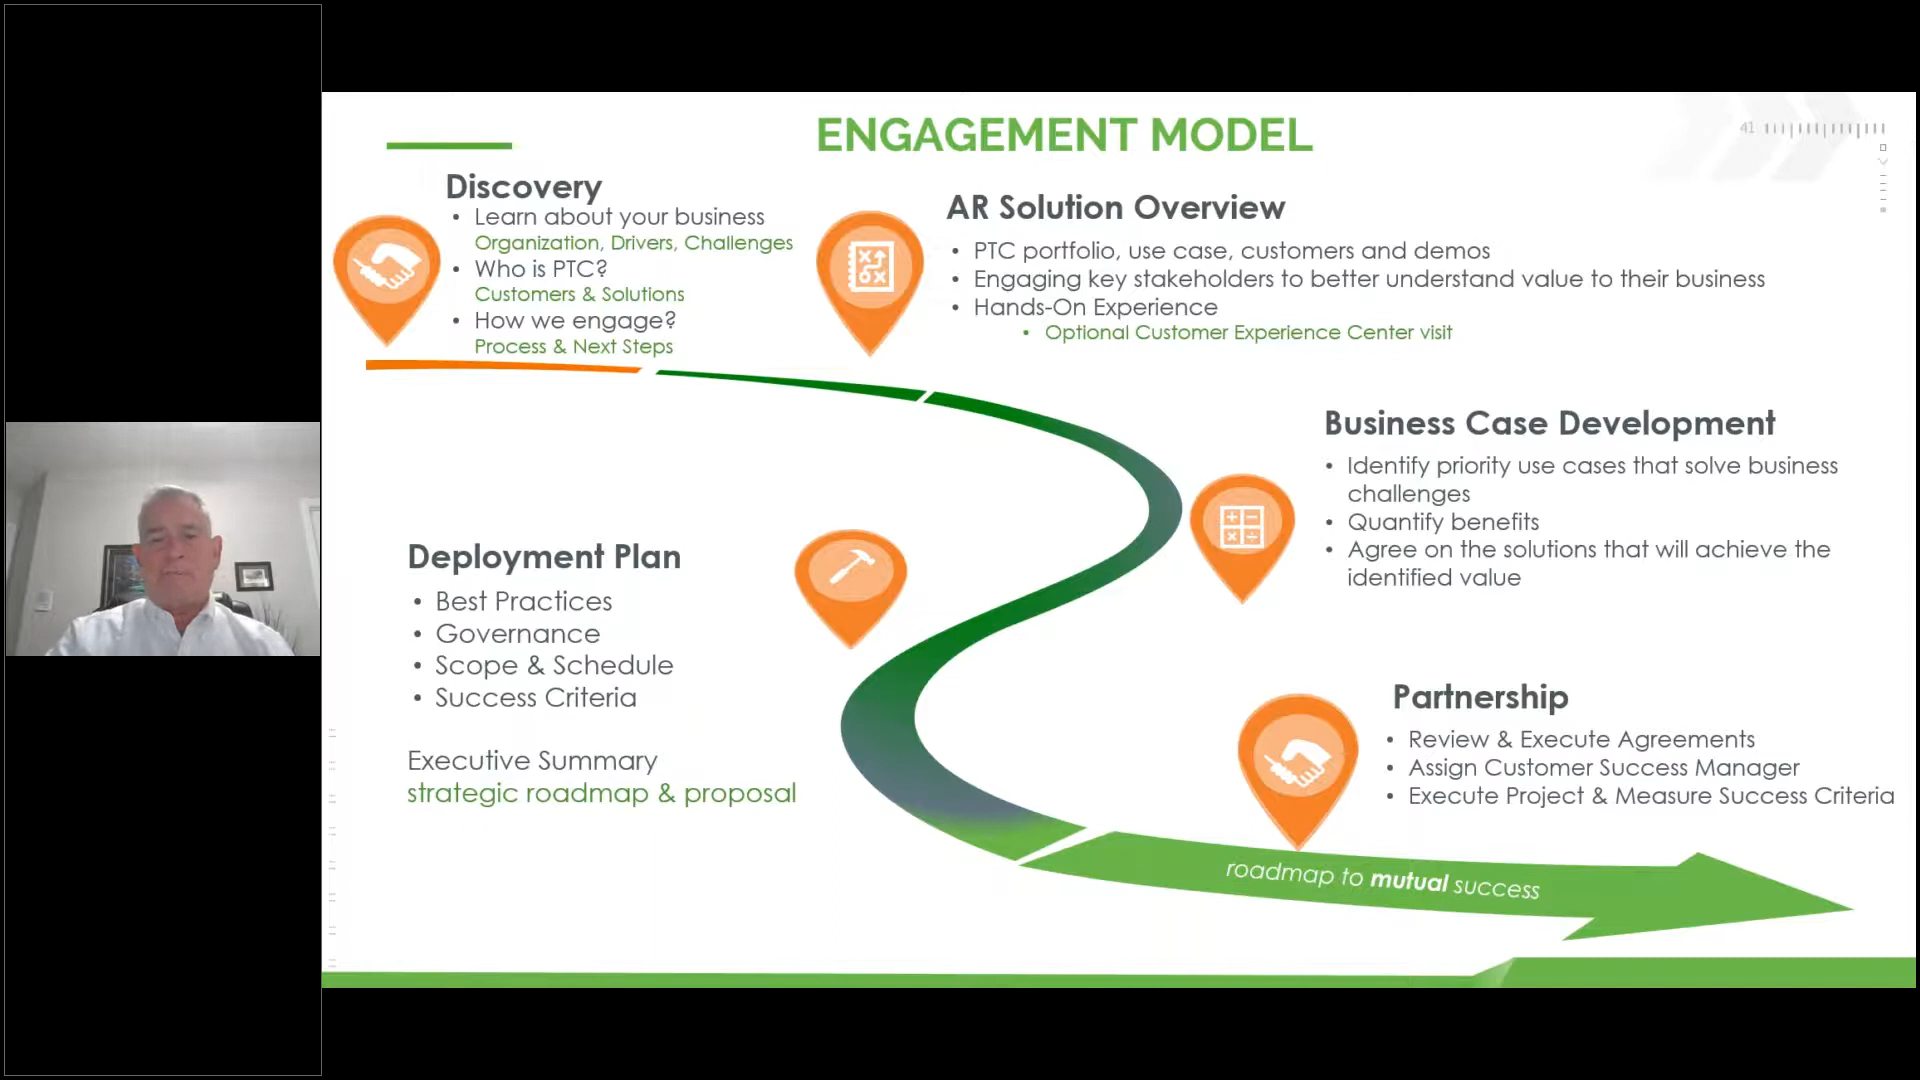 ENGAGEMENT MODEL
41
Discovery
• Learn about your business
Organization, Drivers, Challenges
• Who is PTC?
Customers & Solutions
• How we engage?
Process & Next Steps
AR Solution Overview
• PTC portfolio, use case, customers and demos
• Engaging key stakeholders to better understand value to their business
• Hands-On Experience
• Optional Customer Experience Center visit
Business Case Development
• Identify priority use cases that solve business
challenges
• Quantify benefits
• Agree on the solutions that will achieve the
identified value
Deployment Plan
• Best Practices
• Governance
• Scope & Schedule
• Success Criteria
Executive Summary
strategic roadmap & proposal
Partnership
• Review & Execute Agreements
• Assign Customer Success Manager
• Execute Project & Measure Success Criteria
roadmap to mutual success